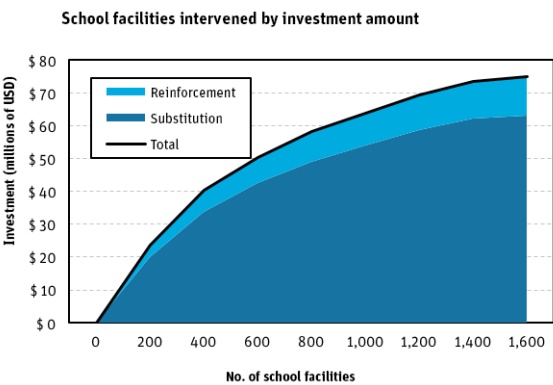 School facilities intervened by investment amount
Investment (millions of USD)
$ 80
$ 70
$ 60
$ 50
$ 40
$ 30
$ 20
$ 10
$ 0
Reinforcement
Substitution
Total
0 200 400 600 800 1,000 1,200 1,400 1,600
No. of school facilities